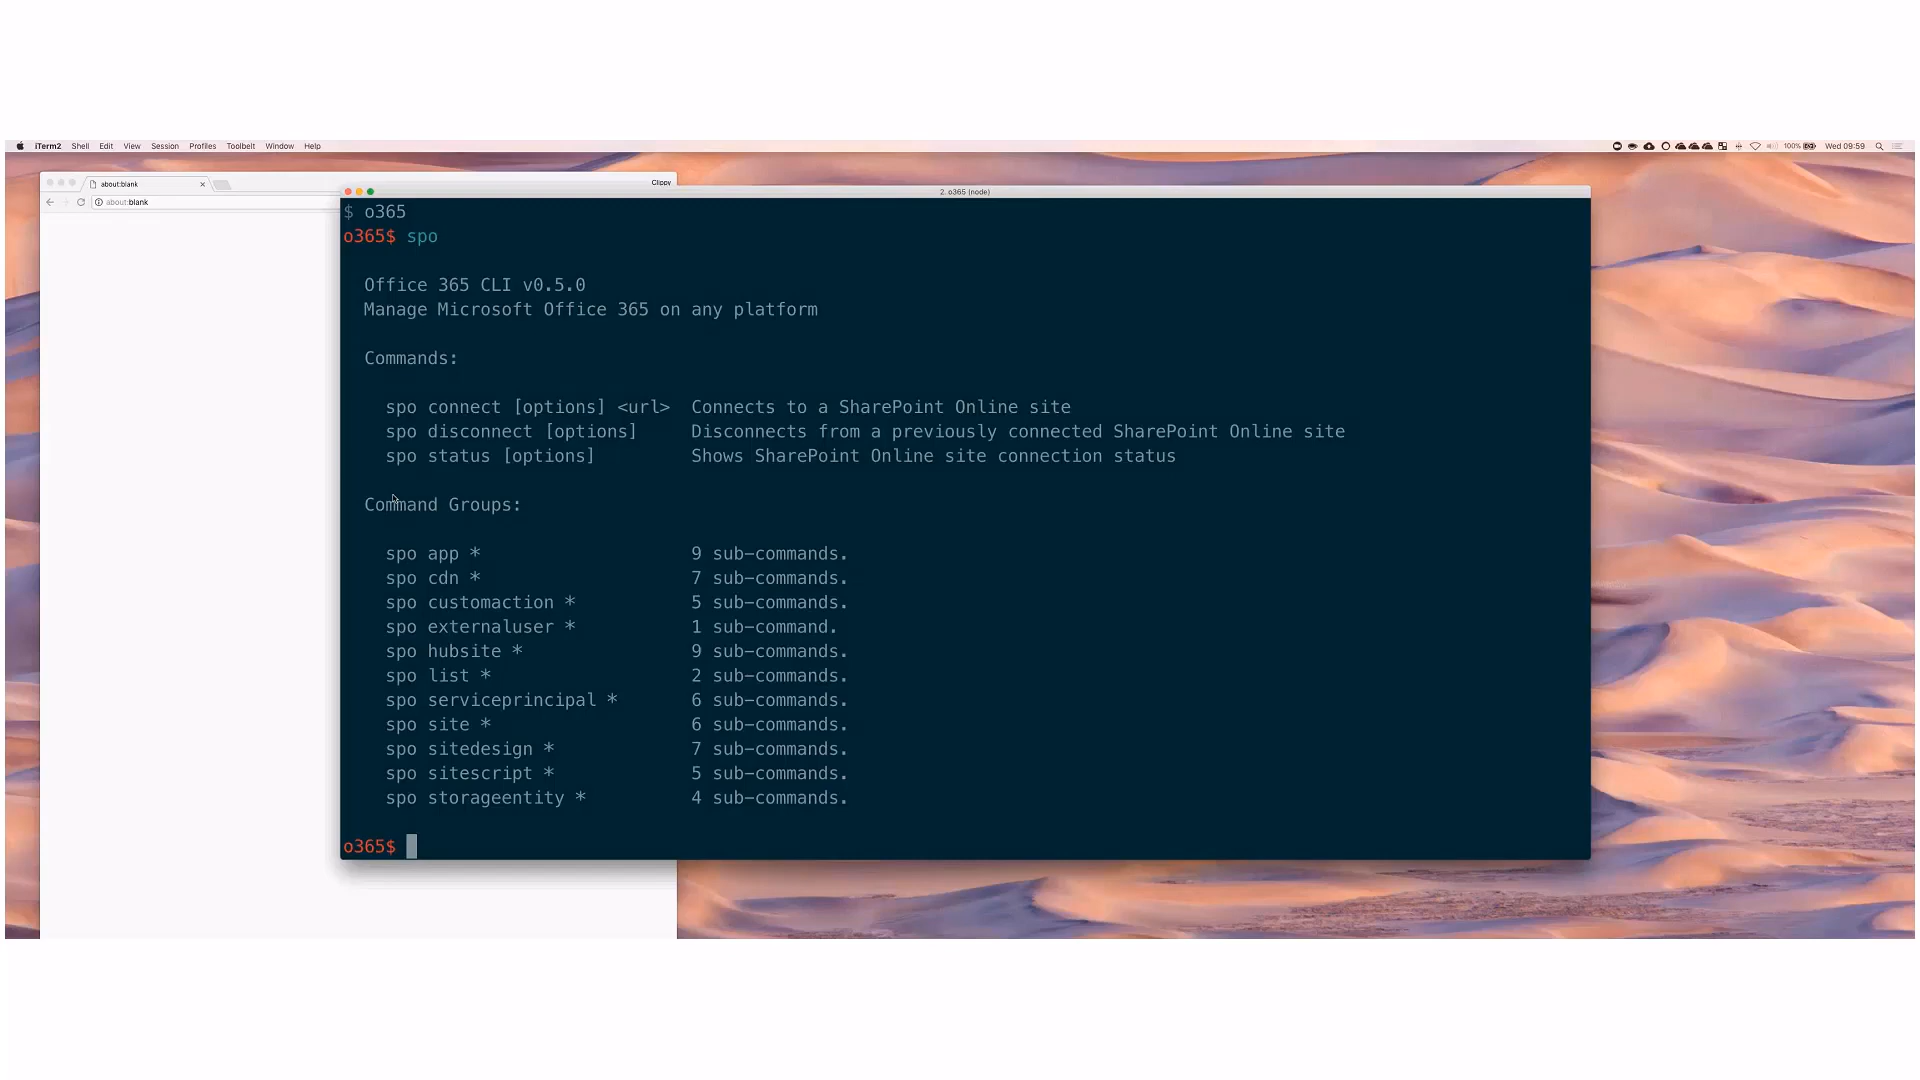 iTerm2 Shell Edit View Session Profiles Toolbelt Window Help 100% Wed 09:59
about:blank
Clippy
about:blank
2. o365 (node)
$ o365
o365$ spo
Office 365 CLI v0.5.0
Manage Microsoft Office 365 on any platform
Commands:
spo connect [options] <url> Connects to a SharePoint Online site
spo disconnect [options] Disconnects from a previously connected SharePoint Online site
spo status [options] Shows SharePoint Online site connection status
Command Groups:
spo app * 9 sub-commands.
spo cdn * 7 sub-commands.
spo customaction * 5 sub-commands.
spo externaluser * 1 sub-command.
spo hubsite * 9 sub-commands.
spo list * 2 sub-commands.
spo serviceprincipal * 6 sub-commands.
spo site * 6 sub-commands.
spo sitedesign * 7 sub-commands.
spo sitescript * 5 sub-commands.
spo storageentity * 4 sub-commands.
o365$